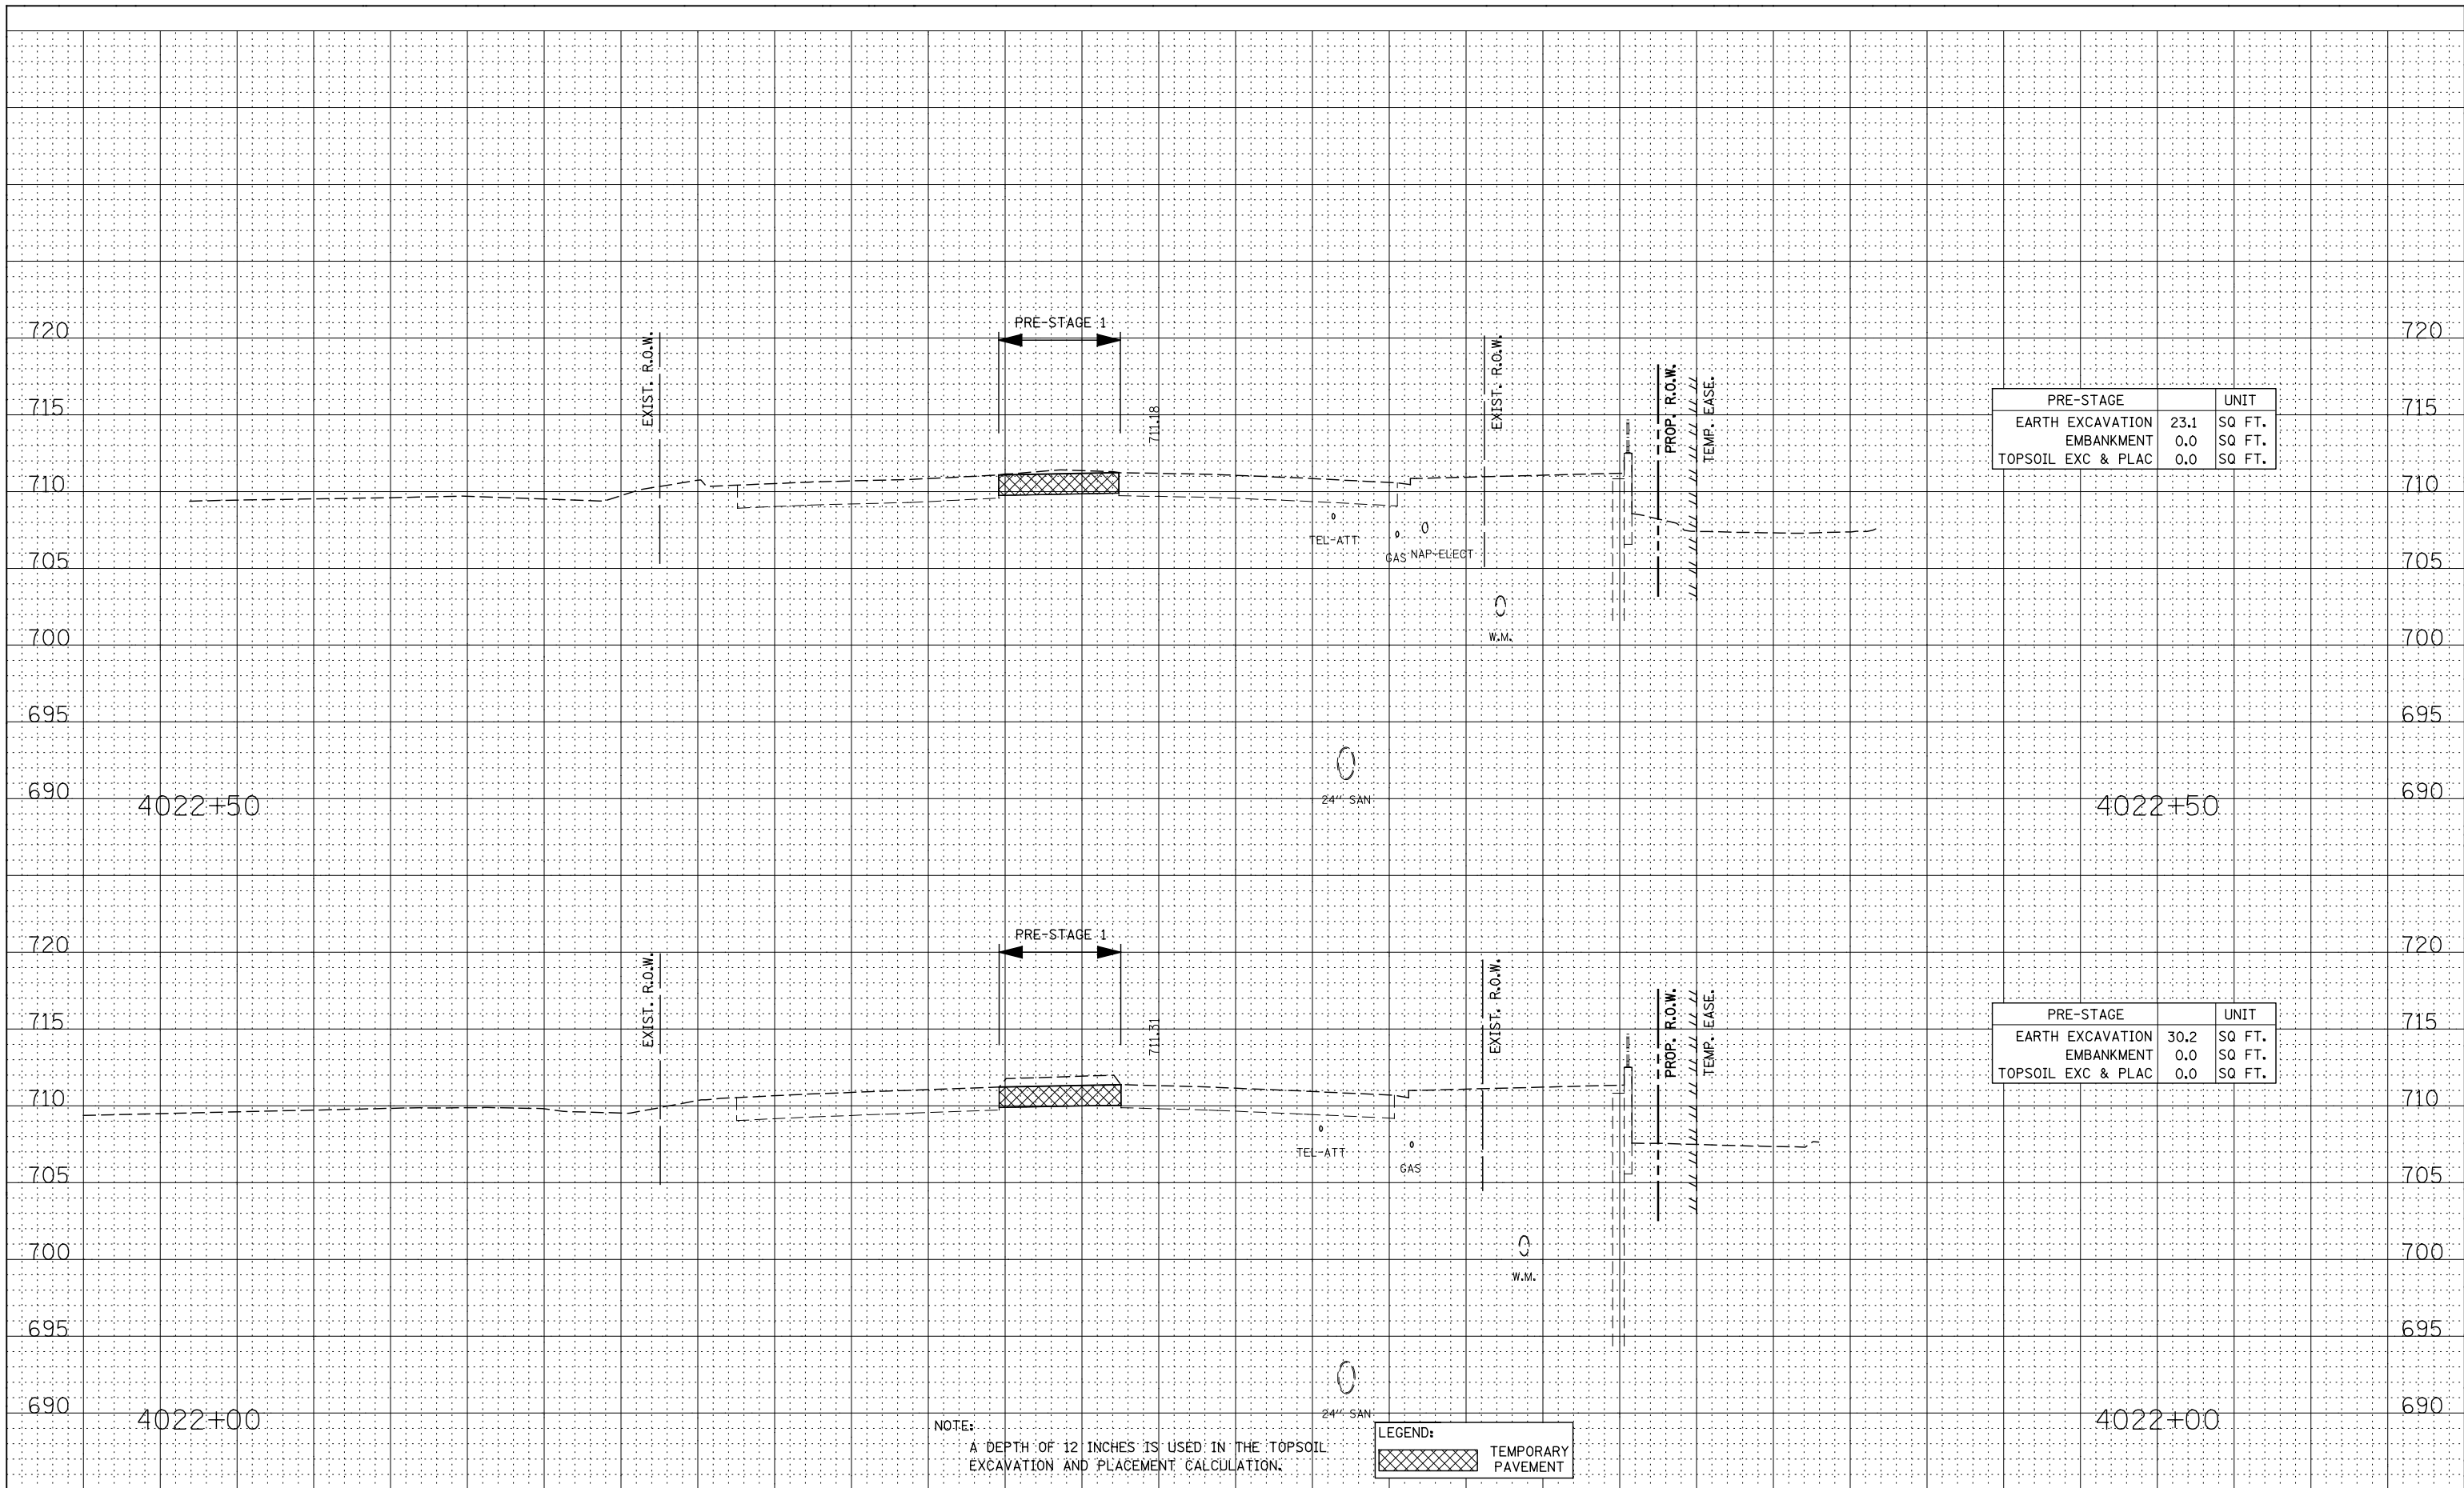 720
PRE-STAGE 1
720
EXIST. R.O.W.
EXIST. R.O.W.
PROP. R.O.W.
TEMP. EASE.
715
711.18
715
PRE-STAGE UNIT
EARTH EXCAVATION 23.1 SQ FT.
EMBANKMENT 0.0 SQ FT.
TOPSOIL EXC & PLAC 0.0 SQ FT.
710
710
TEL-ATT
GAS
NAP-ELECT
705
705
W.M.
700
700
695
695
24" SAN
690
690
4022+50
4022+50
720
PRE-STAGE 1
720
EXIST. R.O.W.
EXIST. R.O.W.
PROP. R.O.W.
TEMP. EASE.
715
711.31
715
PRE-STAGE UNIT
EARTH EXCAVATION 30.2 SQ FT.
EMBANKMENT 0.0 SQ FT.
TOPSOIL EXC & PLAC 0.0 SQ FT.
710
710
TEL-ATT
GAS
705
705
W.M.
700
700
695
695
24" SAN
690
690
4022+00
4022+00
NOTE:
A DEPTH OF 12 INCHES IS USED IN THE TOPSOIL
EXCAVATION AND PLACEMENT CALCULATION.
LEGEND:
TEMPORARY
PAVEMENT